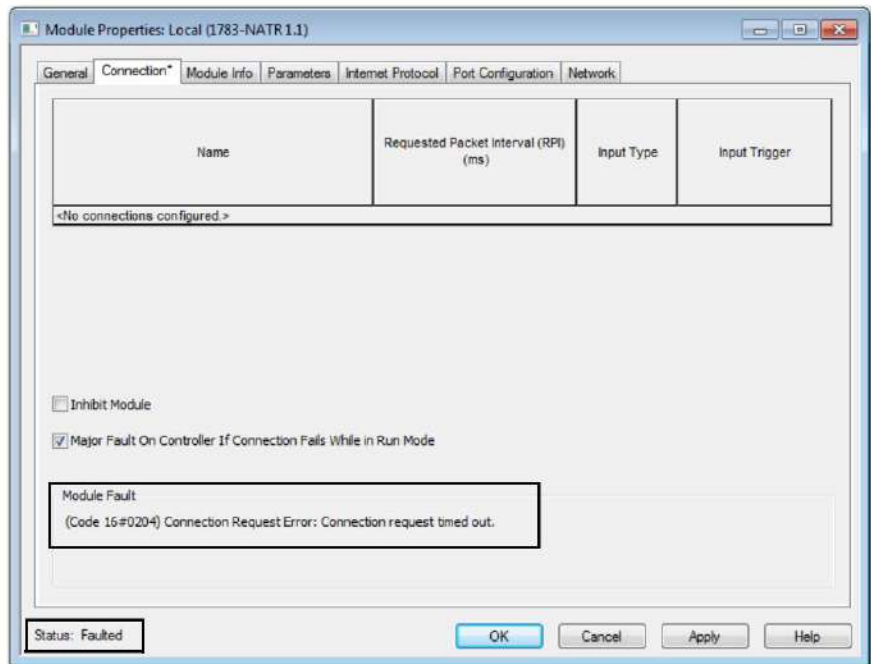 Module Properties: Local (1783-NATR 1.1)
General Connection* Module Info Parameters Internet Protocol Port Configuration Network
Name
Requested Packet Interval (RPI)
(ms)
Input Type
Input Trigger
<No connections configured.>
Inhibit Module
Major Fault On Controller If Connection Fails While in Run Mode
Module Fault
(Code 16#0204) Connection Request Error: Connection request timed out.
Status: Faulted
OK Cancel Apply Help